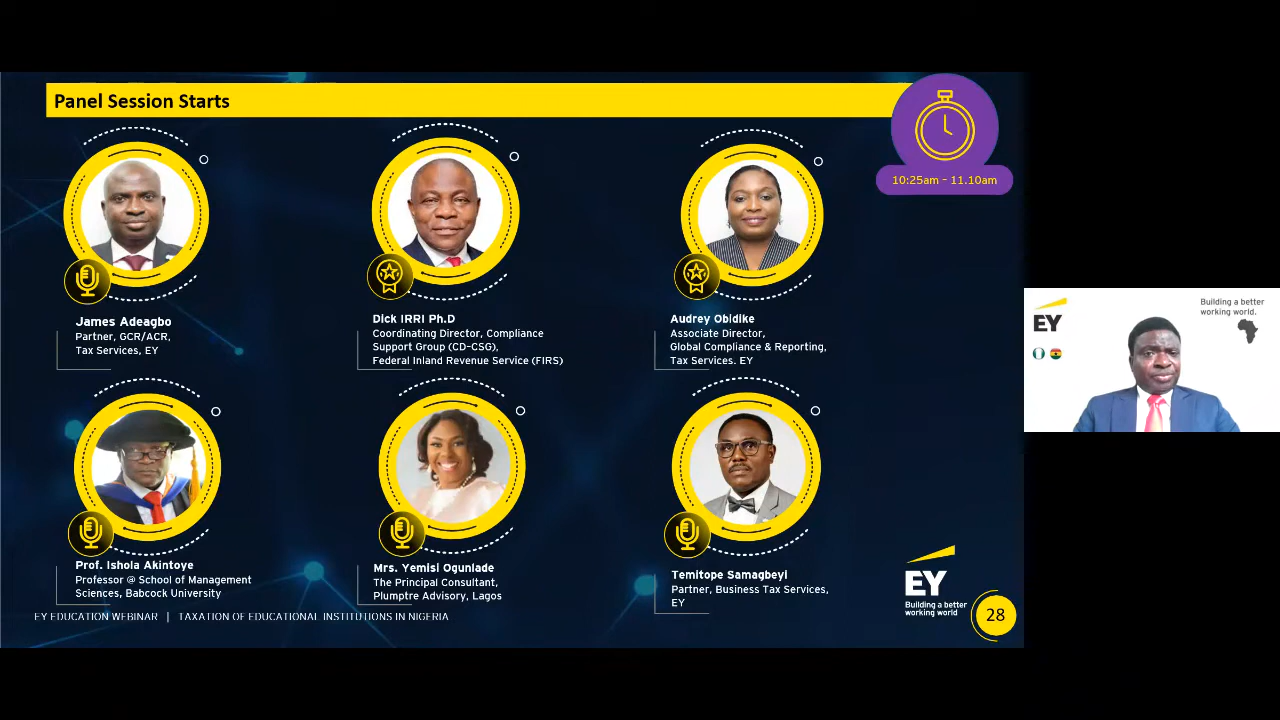 Panel Session Starts
10:25am - 11.10am
James Adeagbo
Partner, GCR/ACR,
Tax Services, EY
Dick IRRI Ph.D
Coordinating Director, Compliance
Support Group (CD-CSG),
Federal Inland Revenue Service (FIRS)
Audrey Obidike
Associate Director,
Global Compliance & Reporting,
Tax Services. EY
Prof. Ishola Akintoye
Professor @ School of Management
Sciences, Babcock University
Mrs. Yemisi Ogunlade
The Principal Consultant,
Plumptre Advisory, Lagos
Temitope Samagbeyi
Partner, Business Tax Services,
EY
EY EDUCATION WEBINAR | TAXATION OF EDUCATIONAL INSTITUTIONS IN NIGERIA
EY
Building a better
working world
28
EY
Building a better
working world.